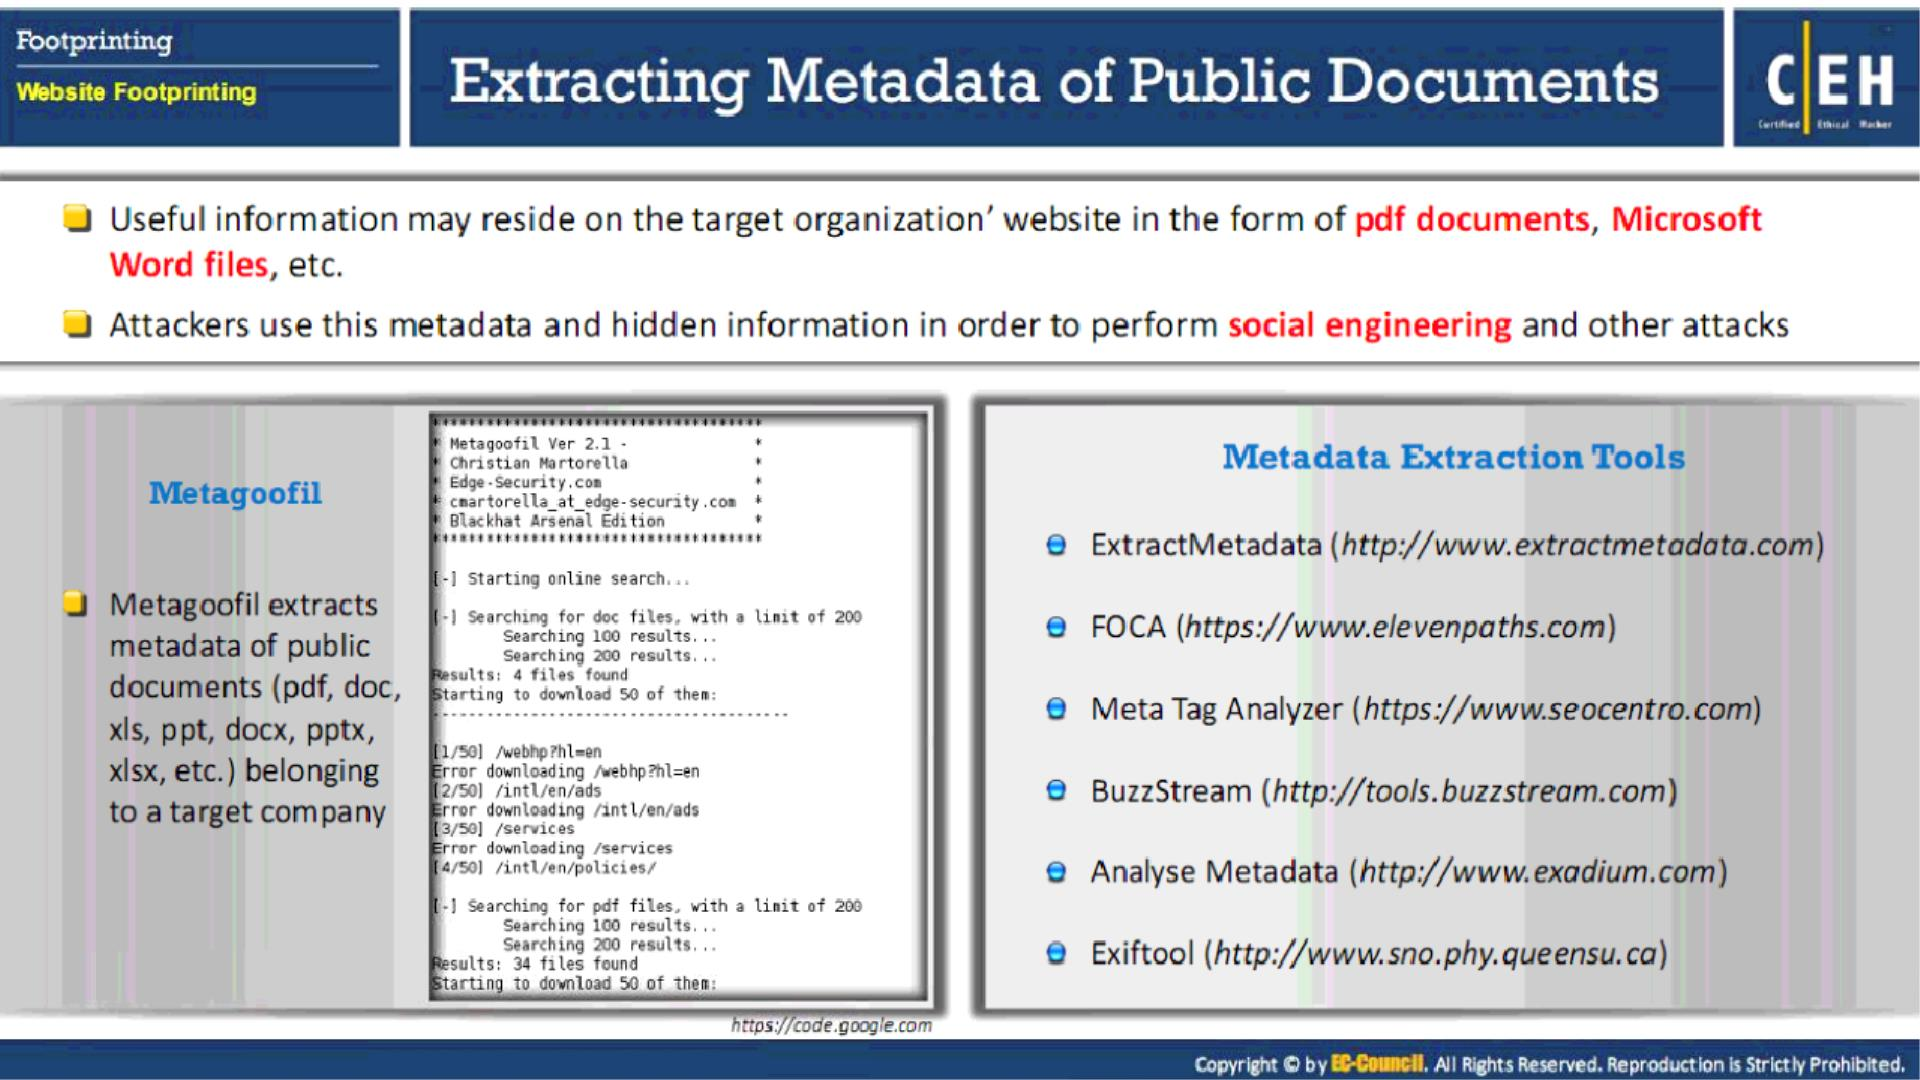 Footprinting
Website Footprinting
Extracting Metadata of Public Documents
C|EH
Certified Ethical Hacker
Useful information may reside on the target organization’ website in the form of pdf documents, Microsoft
Word files, etc.
Attackers use this metadata and hidden information in order to perform social engineering and other attacks
Metagoofil
Metagoofil extracts
metadata of public
documents (pdf, doc,
xls, ppt, docx, pptx,
xlsx, etc.) belonging
to a target company
*************************************
* Metagoofil Ver 2.1 - *
* Christian Martorella *
* Edge-Security.com *
* cmartorella_at_edge-security.com *
* Blackhat Arsenal Edition *
*************************************
[-] Starting online search...
[-] Searching for doc files, with a limit of 200
Searching 100 results...
Searching 200 results...
Results: 4 files found
Starting to download 50 of them:
----------------------------------------
[1/50] /webhp?hl=en
Error downloading /webhp?hl=en
[2/50] /intl/en/ads
Error downloading /intl/en/ads
[3/50] /services
Error downloading /services
[4/50] /intl/en/policies/
[-] Searching for pdf files, with a limit of 200
Searching 100 results...
Searching 200 results...
Results: 34 files found
Starting to download 50 of them:
https://code.google.com
Metadata Extraction Tools
ExtractMetadata (http://www.extractmetadata.com)
FOCA (https://www.elevenpaths.com)
Meta Tag Analyzer (https://www.seocentro.com)
BuzzStream (http://tools.buzzstream.com)
Analyse Metadata (http://www.exadium.com)
Exiftool (http://www.sno.phy.queensu.ca)
Copyright © by EC-Council. All Rights Reserved. Reproduction is Strictly Prohibited.